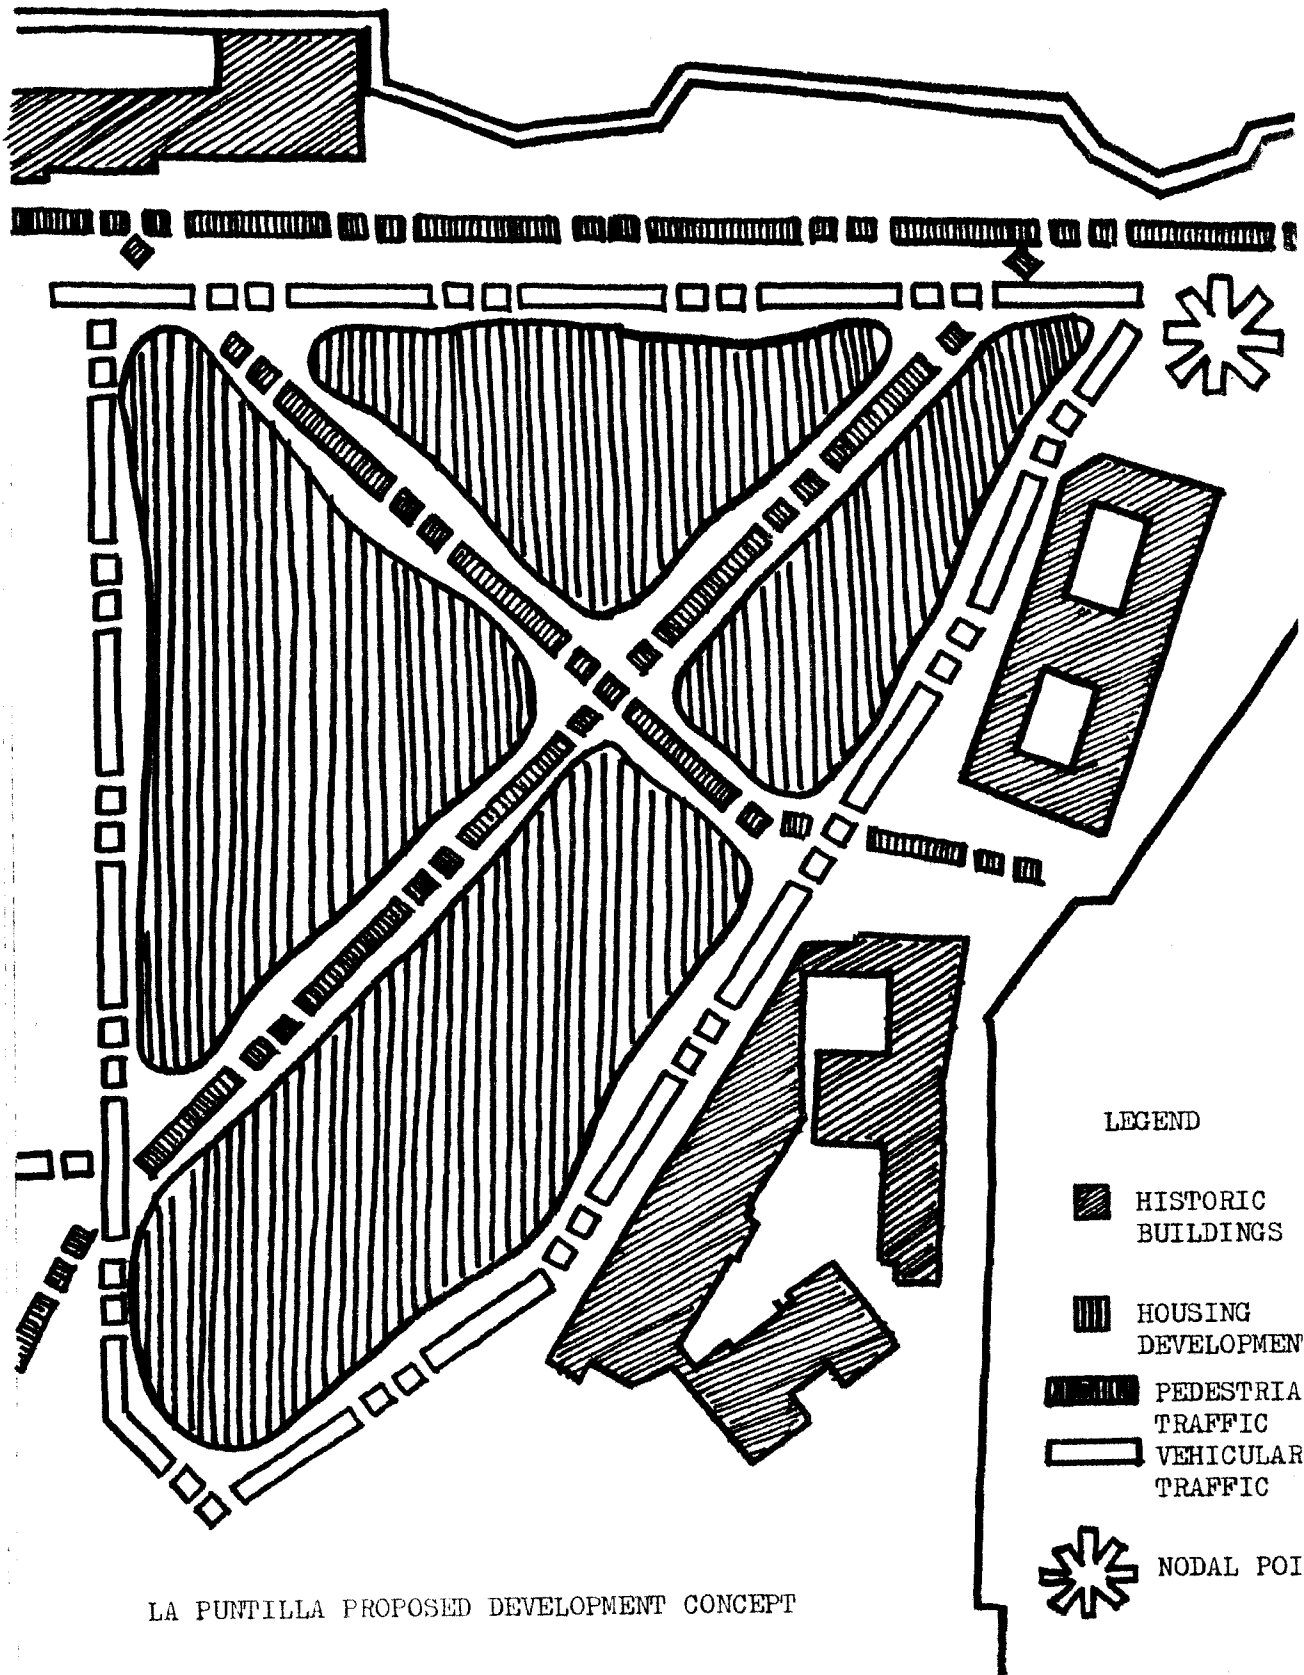 LEGEND
HISTORIC
BUILDINGS
HOUSING
DEVELOPMEN
PEDESTRIA
TRAFFIC
VEHICULAR
TRAFFIC
NODAL POI
LA PUNTILLA PROPOSED DEVELOPMENT CONCEPT